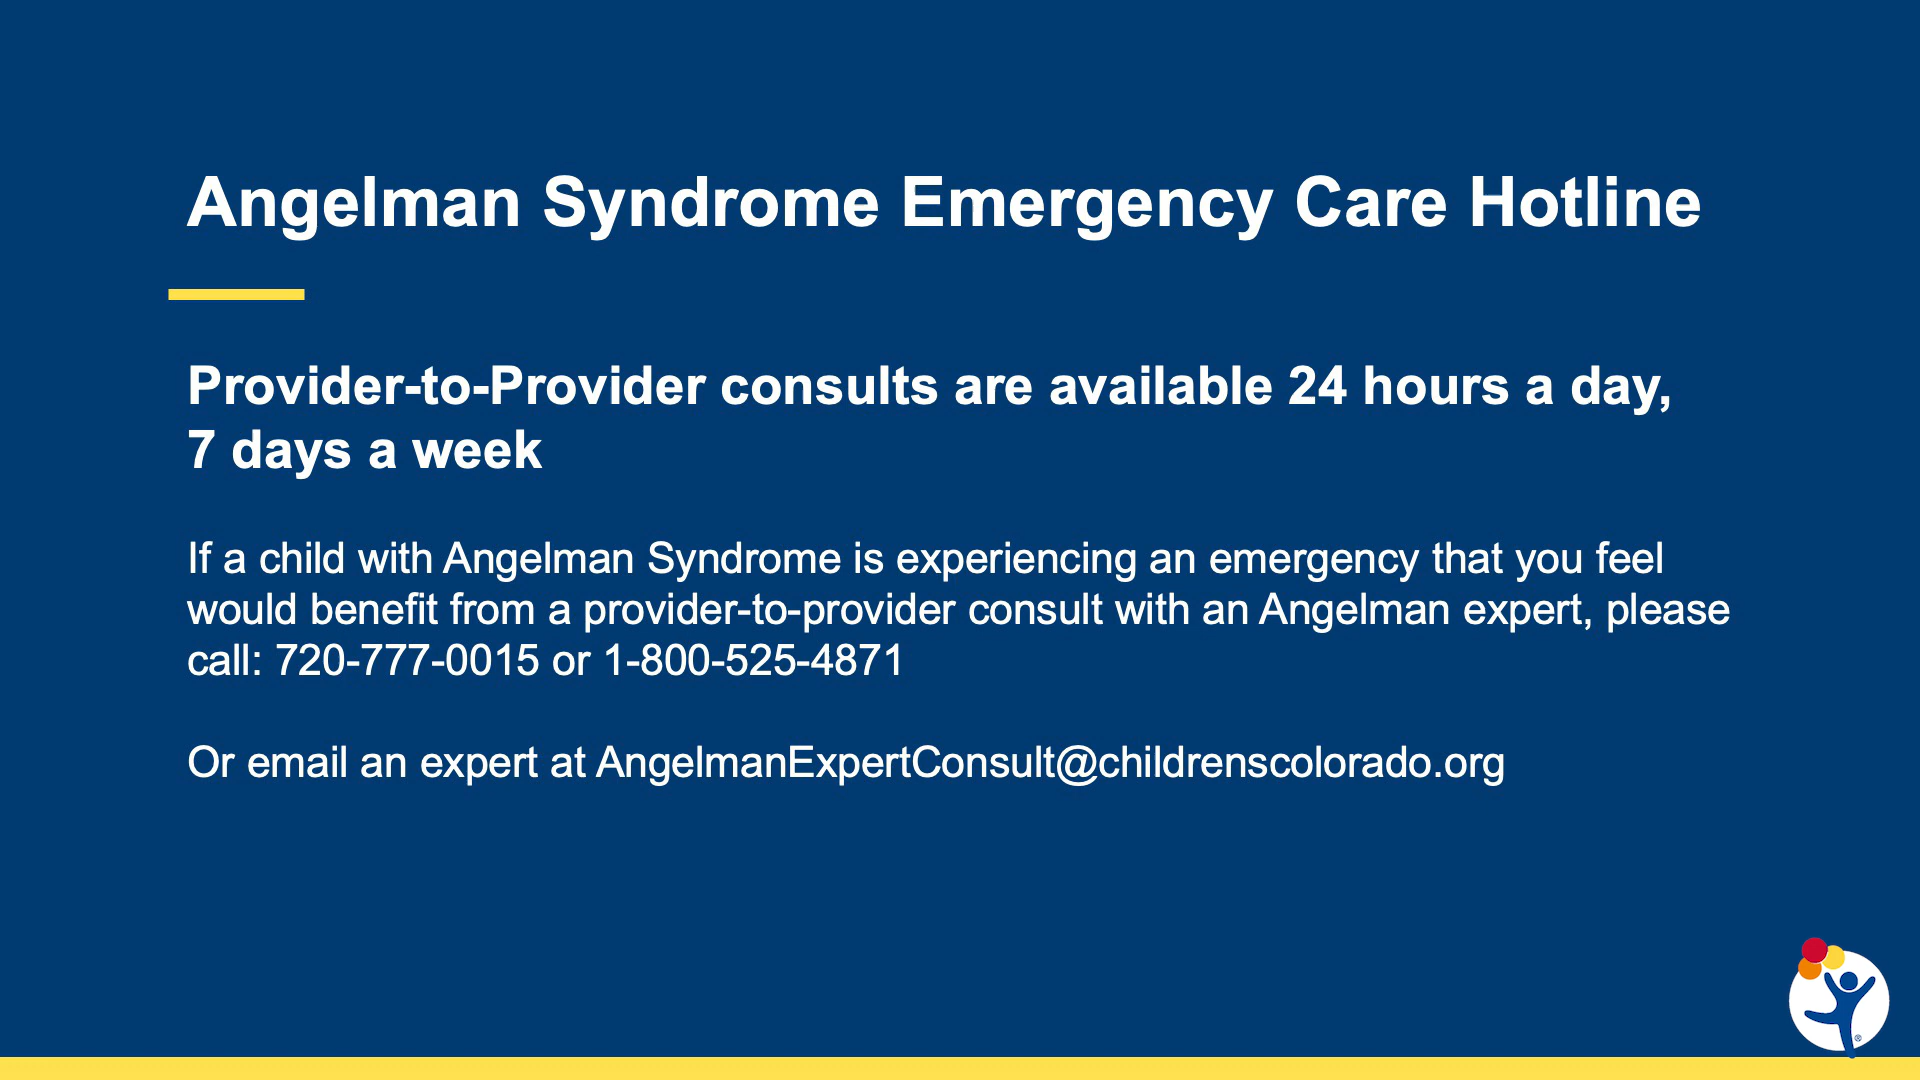 Angelman Syndrome Emergency Care Hotline
Provider-to-Provider consults are available 24 hours a day,
7 days a week
If a child with Angelman Syndrome is experiencing an emergency that you feel
would benefit from a provider-to-provider consult with an Angelman expert, please
call: 720-777-0015 or 1-800-525-4871
Or email an expert at AngelmanExpertConsult@childrenscolorado.org
®